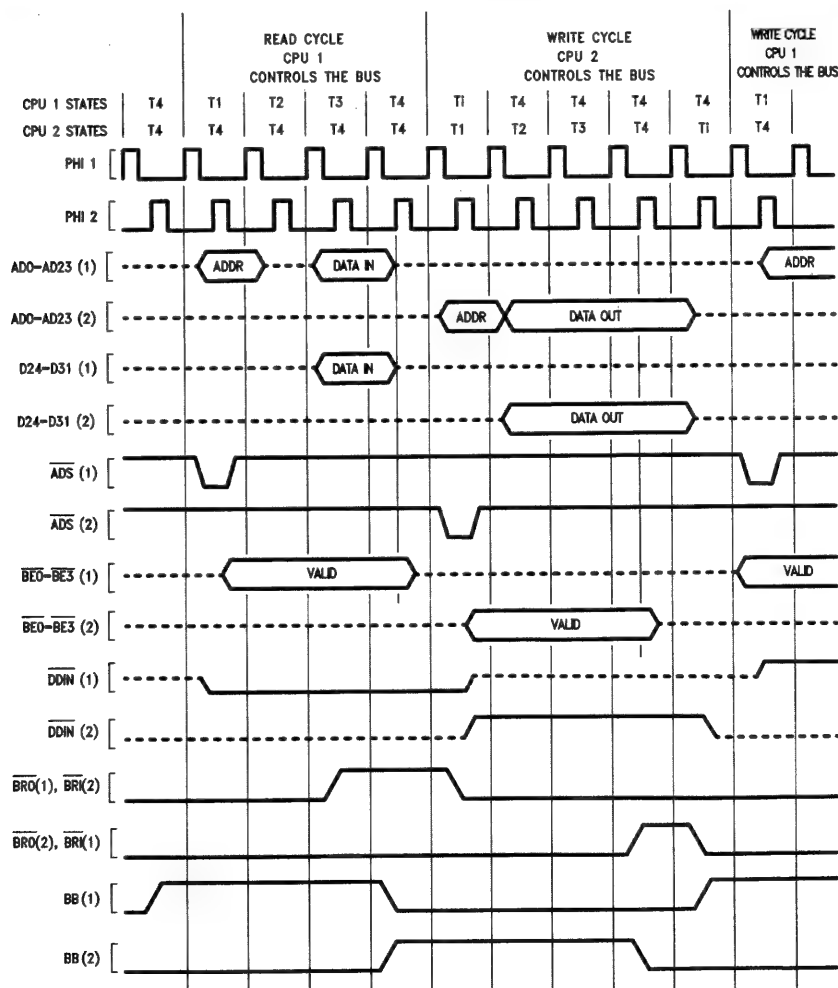 READ CYCLE
CPU 1
CONTROLS THE BUS
WRITE CYCLE
CPU 2
CONTROLS THE BUS
WRITE CYCLE
CPU 1
CONTROLS THE BUS
CPU 1 STATES T4 T1 T2 T3 T4 Ti T4 T4 T4 T4 T1
CPU 2 STATES T4 T4 T4 T4 T4 T1 T2 T3 T4 Ti T4
PHI 1
PHI 2
AD0-AD23 (1) ADDR DATA IN ADDR
AD0-AD23 (2) ADDR DATA OUT
D24-D31 (1) DATA IN
D24-D31 (2) DATA OUT
ADS (1)
ADS (2)
BE0-BE3 (1) VALID VALID
BE0-BE3 (2) VALID
DDIN (1)
DDIN (2)
BRO(1), BRI(2)
BRO(2), BRI(1)
BB (1)
BB (2)